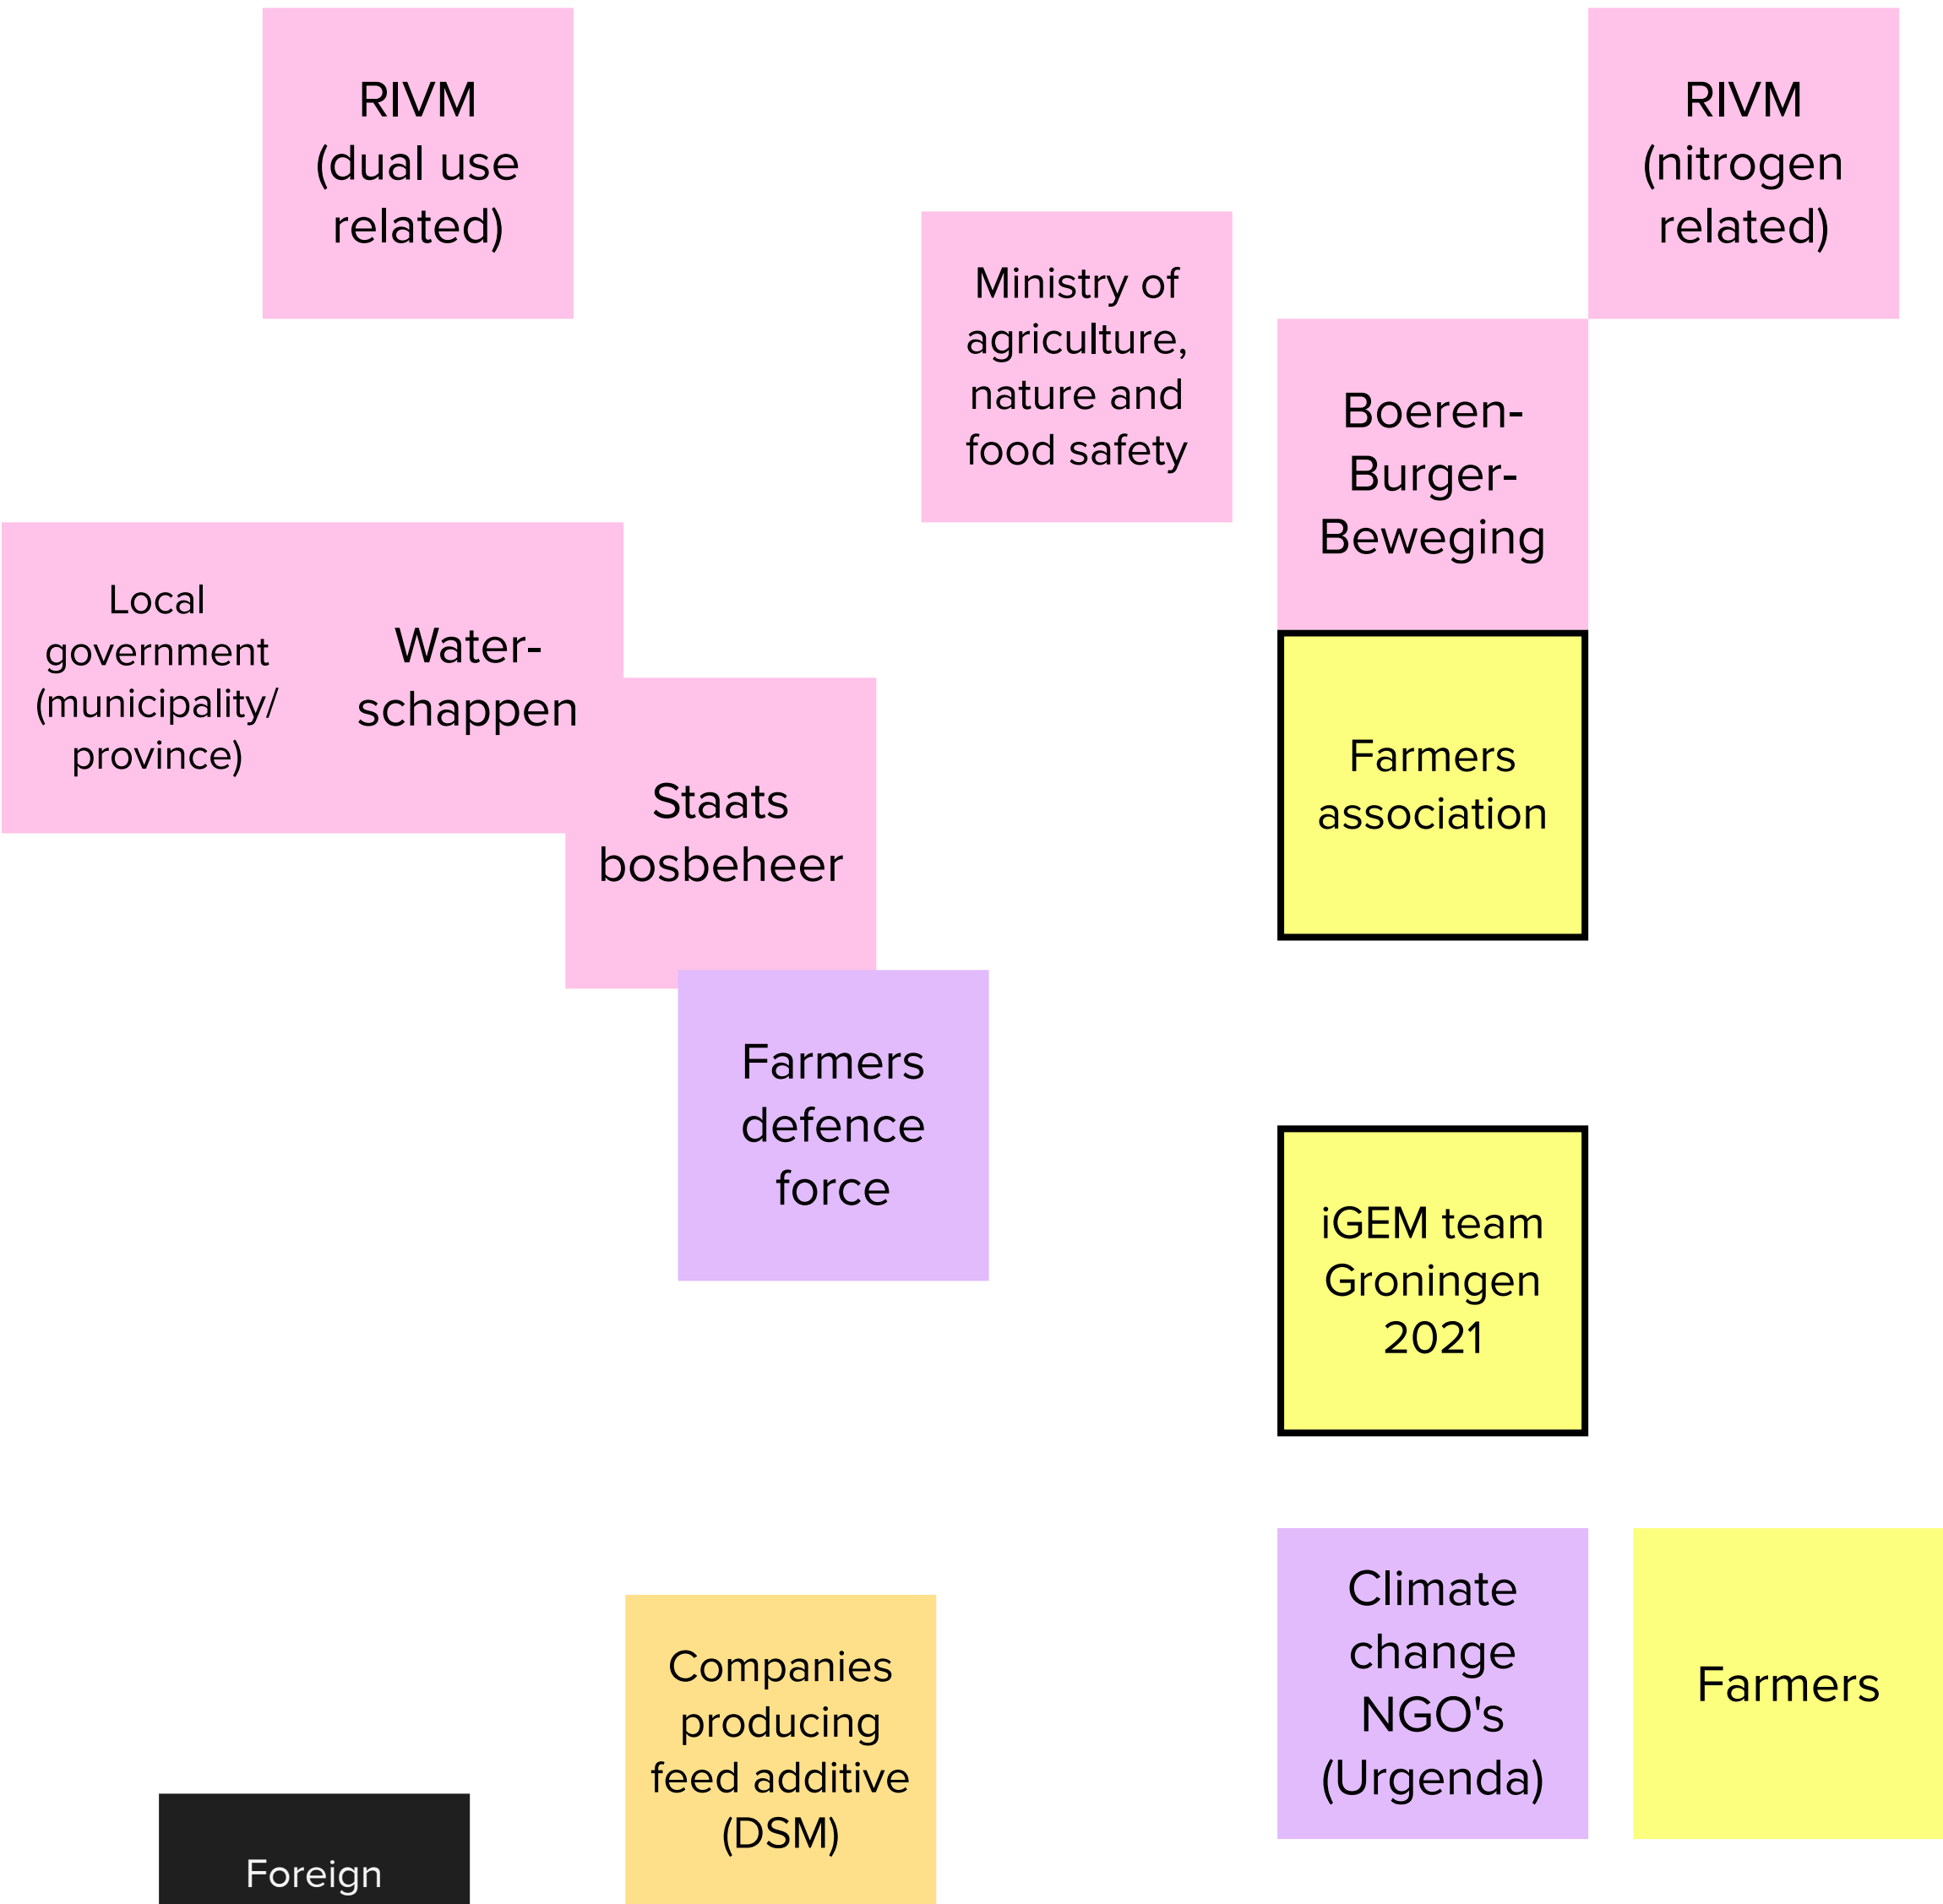 RIVM
(dual use
related)
RIVM
(nitrogen
related)
Ministry of
agriculture,
nature and
food safety
Boeren-
Burger-
Beweging
Local
government
(municipality/
province)
Water-
schappen
Staats
bosbeheer
Farmers
association
Farmers
defence
force
iGEM team
Groningen
2021
Climate
change
NGO's
(Urgenda)
Farmers
Companies
producing
feed additive
(DSM)
Foreign